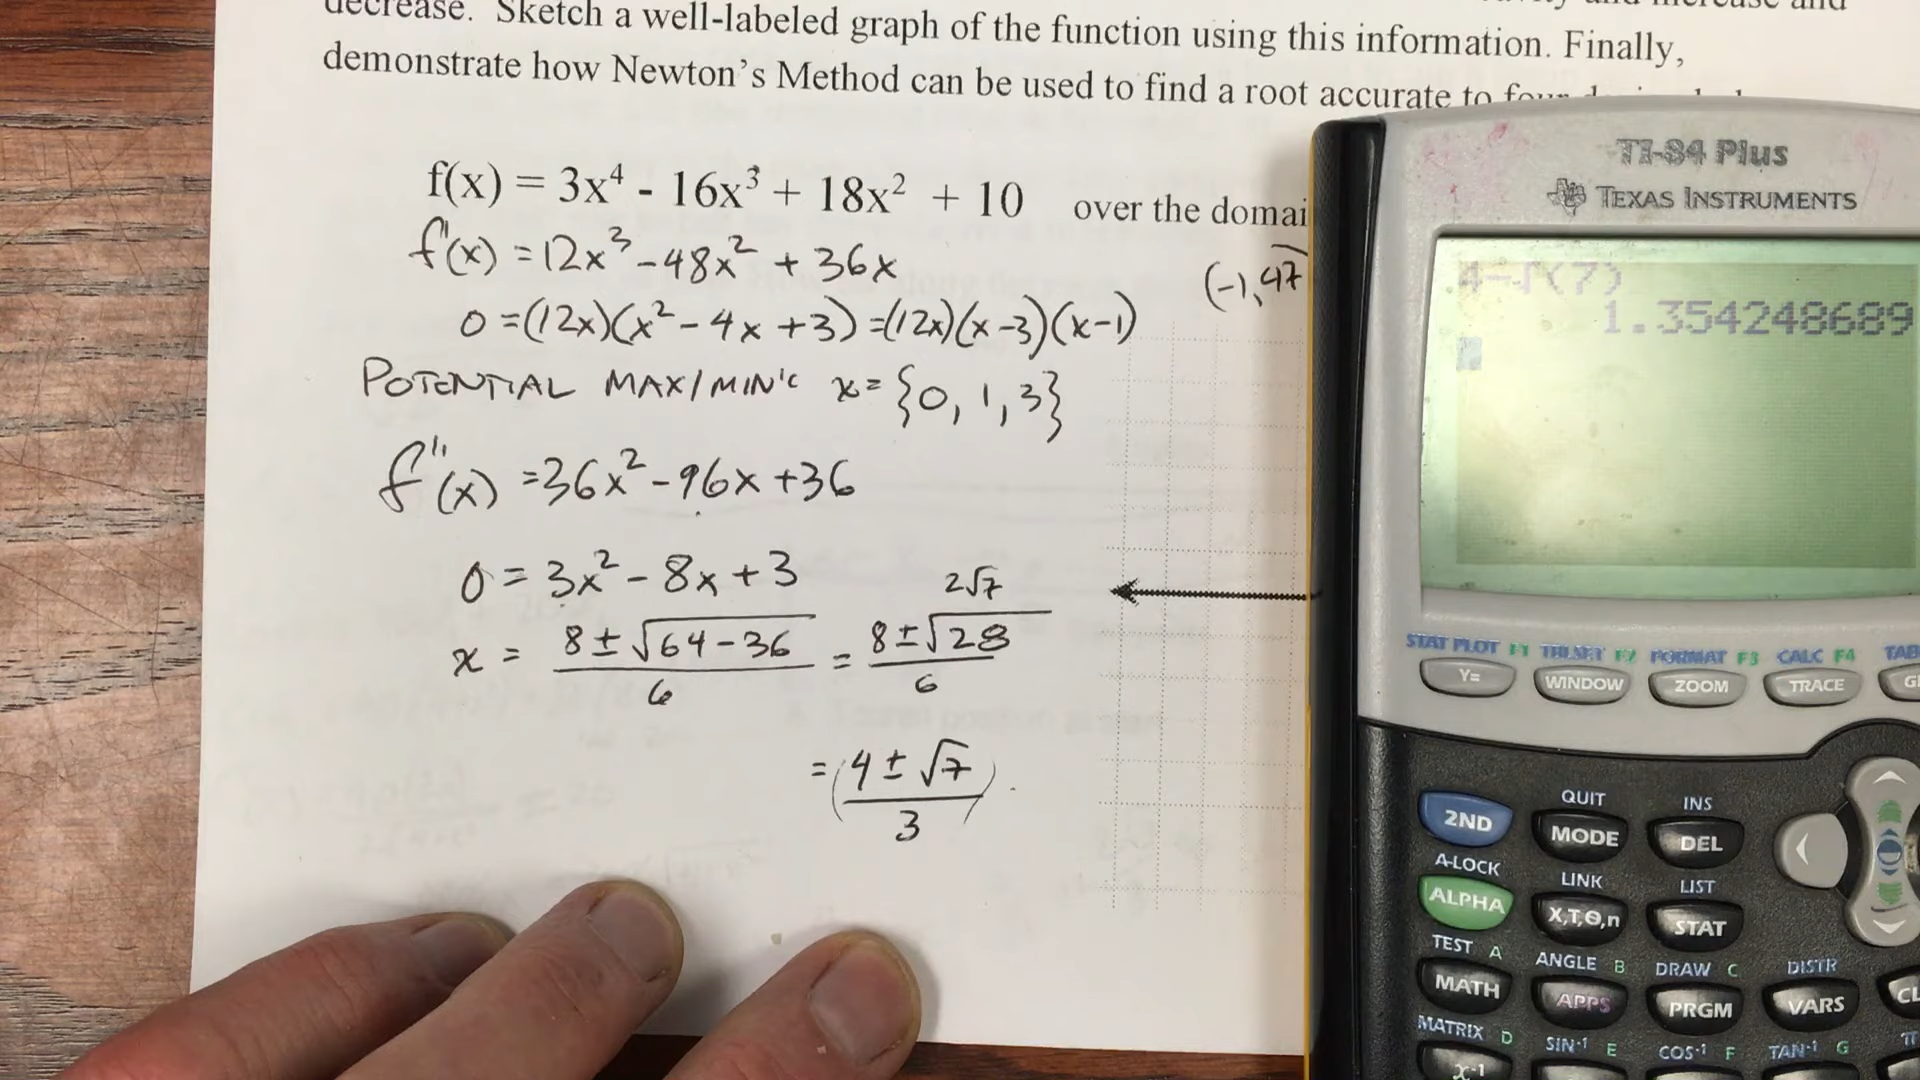 decrease. Sketch a well-labeled graph of the function using this information. Finally,
demonstrate how Newton's Method can be used to find a root accurate to
f(x) = 3x⁴ - 16x³ + 18x² + 10 over the domai
f'(x) = 12x³ - 48x² + 36x
(-1, 47
0 = (12x)(x² - 4x + 3) = (12x)(x-3)(x-1)
POTENTIAL MAX/MIN'S x = {0, 1, 3}
f"(x) = 36x² - 96x + 36
0 = 3x² - 8x + 3
2√7
x = 8 ± √64-36 / 6 = 8 ± √28 / 6
= (4 ± √7 / 3)
TI-84 Plus
TEXAS INSTRUMENTS
4-√(7)
1.354248689
STAT PLOT F1 TBLSET F2 FORMAT F3 CALC F4 TAB
Y= WINDOW ZOOM TRACE G
QUIT INS
2ND MODE DEL
A-LOCK LINK LIST
ALPHA X,T,Θ,n STAT
TEST A ANGLE B DRAW C DISTR
MATH APPS PRGM VARS CL
MATRIX D SIN⁻¹ E COS⁻¹ F TAN⁻¹ G π
x⁻¹